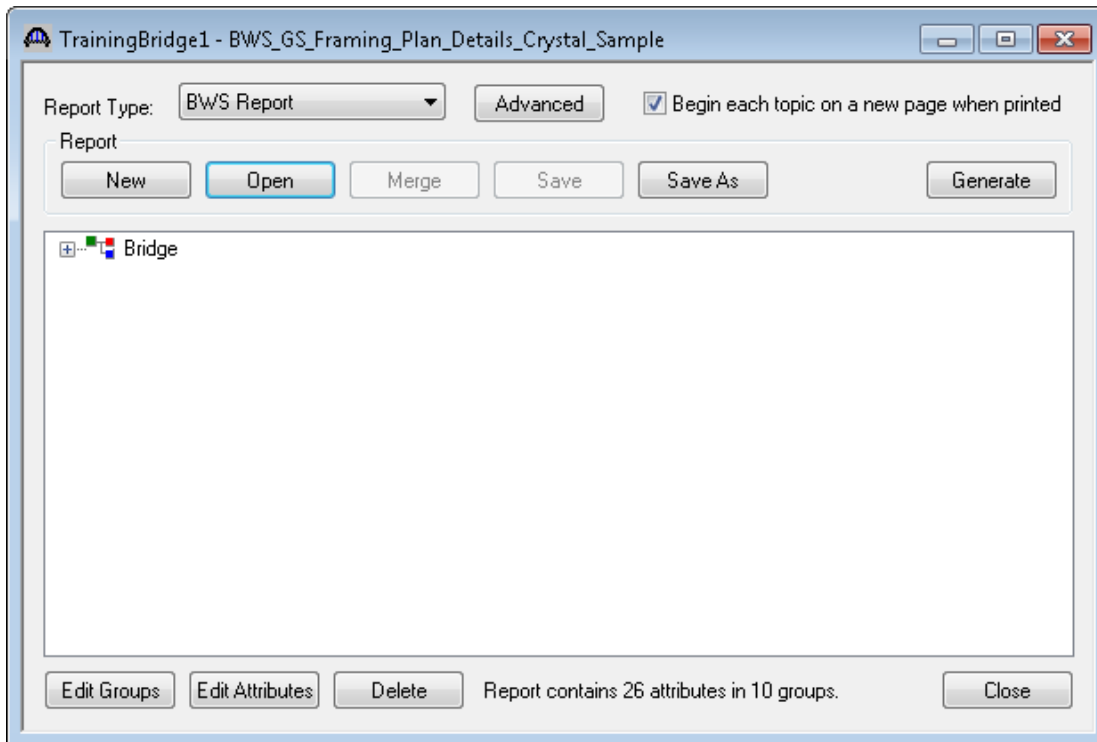 TrainingBridge1 - BWS_GS_Framing_Plan_Details_Crystal_Sample
Report Type: BWS Report Advanced Begin each topic on a new page when printed
Report
New Open Merge Save Save As Generate
Bridge
Edit Groups Edit Attributes Delete Report contains 26 attributes in 10 groups. Close